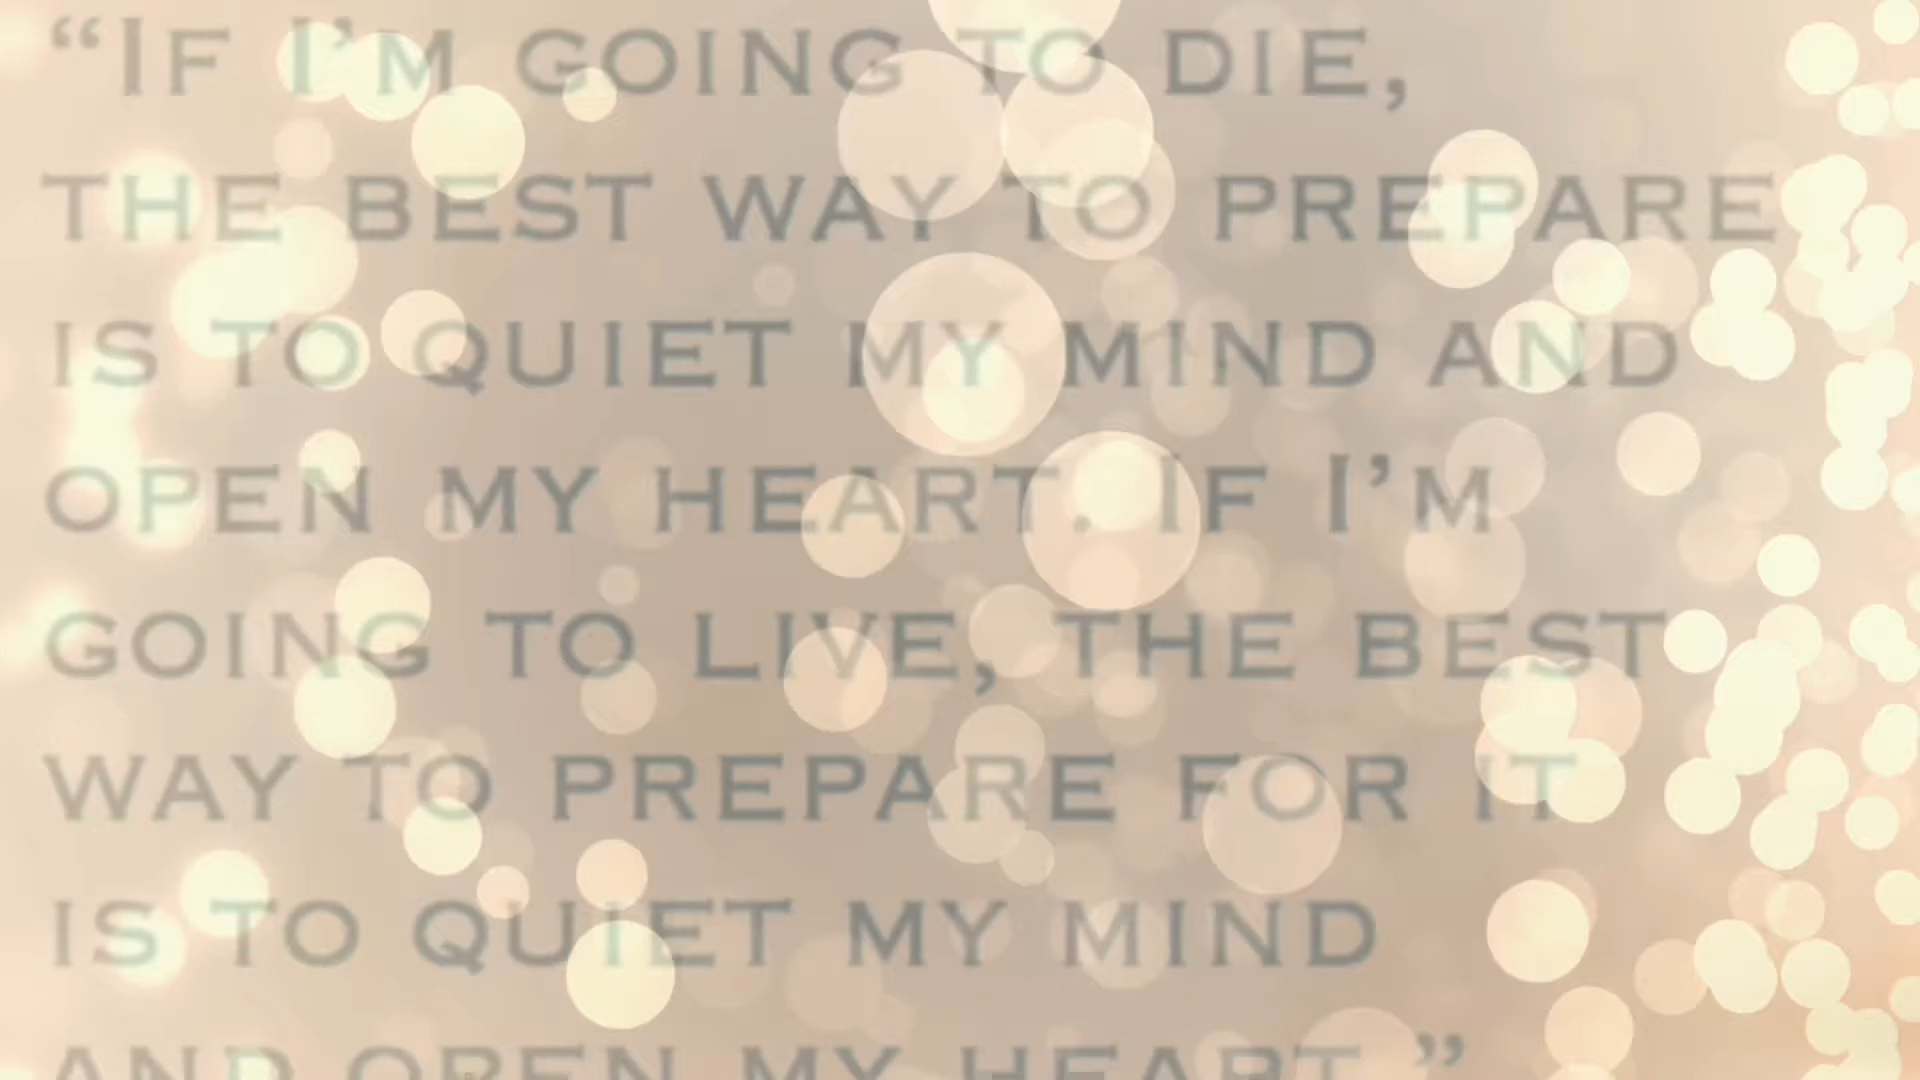 “If I’m going to die,
the best way to prepare
is to quiet my mind and
open my heart. If I’m
going to live, the best
way to prepare for it
is to quiet my mind
and open my heart.”